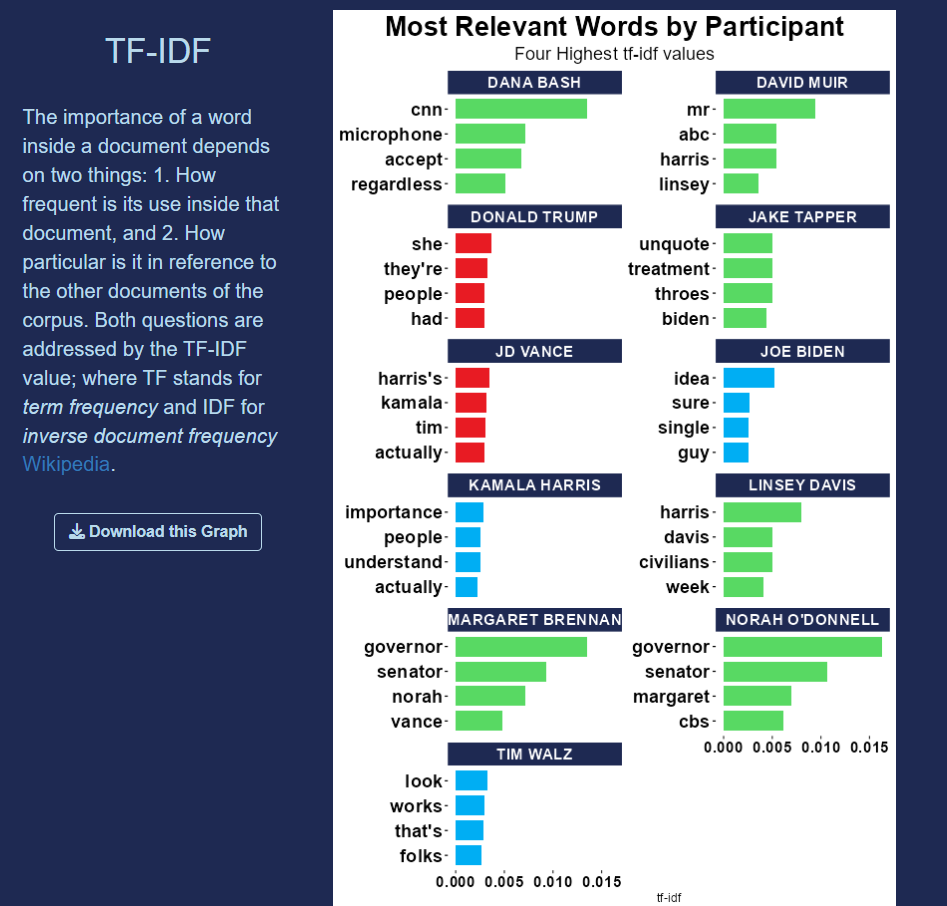 TF-IDF
The importance of a word
inside a document depends
on two things: 1. How
frequent is its use inside that
document, and 2. How
particular is it in reference to
the other documents of the
corpus. Both questions are
addressed by the TF-IDF
value; where TF stands for
term frequency and IDF for
inverse document frequency
Wikipedia.
Download this Graph
Most Relevant Words by Participant
Four Highest tf-idf values
DANA BASH
cnn
microphone
accept
regardless
DAVID MUIR
mr
abc
harris
linsey
DONALD TRUMP
she
they're
people
had
JAKE TAPPER
unquote
treatment
throes
biden
JD VANCE
harris's
kamala
tim
actually
JOE BIDEN
idea
sure
single
guy
KAMALA HARRIS
importance
people
understand
actually
LINSEY DAVIS
harris
davis
civilians
week
MARGARET BRENNAN
governor
senator
norah
vance
NORAH O'DONNELL
governor
senator
margaret
cbs
0.000 0.005 0.010 0.015
TIM WALZ
look
works
that's
folks
0.000 0.005 0.010 0.015
tf-idf